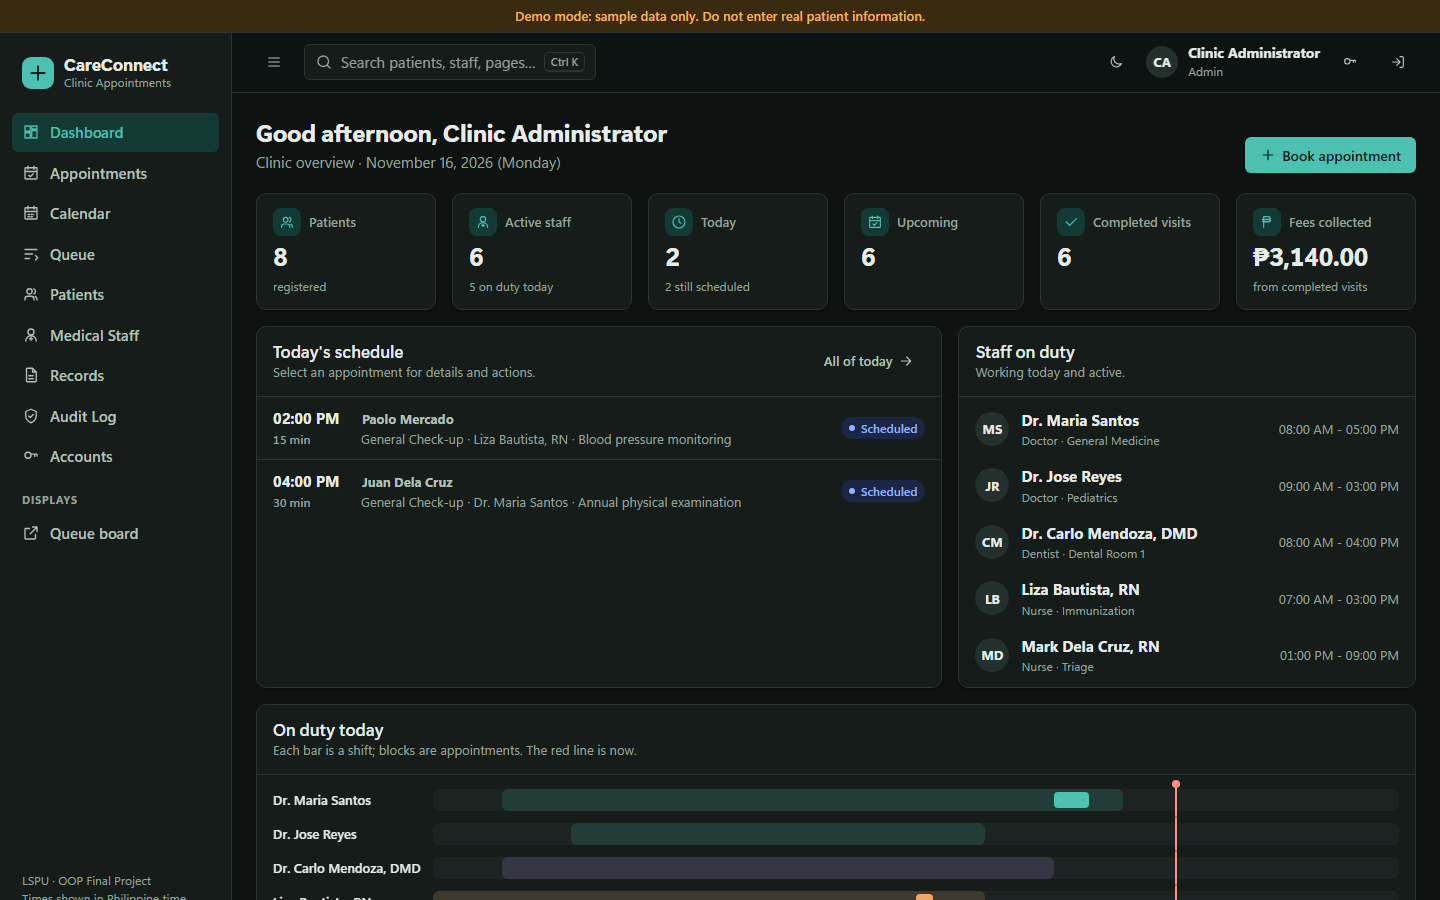 Demo mode: sample data only. Do not enter real patient information.
CareConnect
Clinic Appointments
Search patients, staff, pages...
Ctrl K
CA
Clinic Administrator
Admin
Dashboard
Appointments
Calendar
Queue
Patients
Medical Staff
Records
Audit Log
Accounts
DISPLAYS
Queue board
LSPU · OOP Final Project
Times shown in Philippine time
Good afternoon, Clinic Administrator
Clinic overview · November 16, 2026 (Monday)
Book appointment
Patients
8
registered
Active staff
6
5 on duty today
Today
2
2 still scheduled
Upcoming
6
Completed visits
6
Fees collected
₱3,140.00
from completed visits
Today's schedule
Select an appointment for details and actions.
All of today
02:00 PM Paolo Mercado
15 min General Check-up · Liza Bautista, RN · Blood pressure monitoring
Scheduled
04:00 PM Juan Dela Cruz
30 min General Check-up · Dr. Maria Santos · Annual physical examination
Scheduled
Staff on duty
Working today and active.
MS
Dr. Maria Santos
Doctor · General Medicine
08:00 AM - 05:00 PM
JR
Dr. Jose Reyes
Doctor · Pediatrics
09:00 AM - 03:00 PM
CM
Dr. Carlo Mendoza, DMD
Dentist · Dental Room 1
08:00 AM - 04:00 PM
LB
Liza Bautista, RN
Nurse · Immunization
07:00 AM - 03:00 PM
MD
Mark Dela Cruz, RN
Nurse · Triage
01:00 PM - 09:00 PM
On duty today
Each bar is a shift; blocks are appointments. The red line is now.
Dr. Maria Santos
Dr. Jose Reyes
Dr. Carlo Mendoza, DMD
Liza Bautista, RN